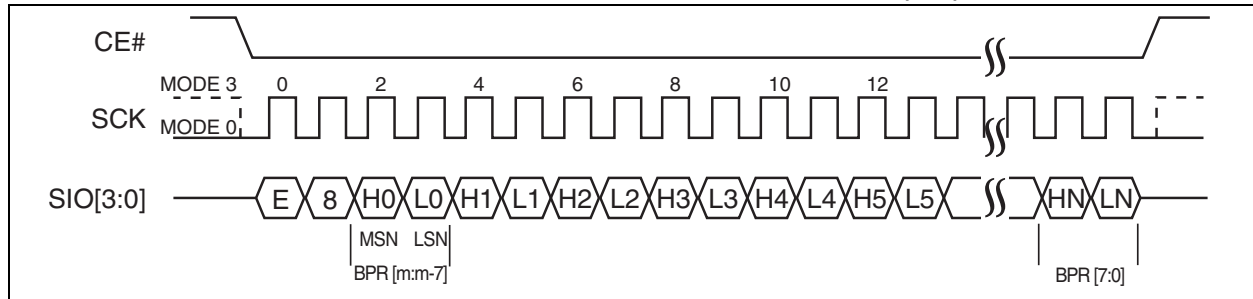 CE#
MODE 3 0 2 4 6 8 10 12
SCK MODE 0
SIO[3:0] E 8 H0 L0 H1 L1 H2 L2 H3 L3 H4 L4 H5 L5 HN LN
MSN LSN
BPR [m:m-7] BPR [7:0]